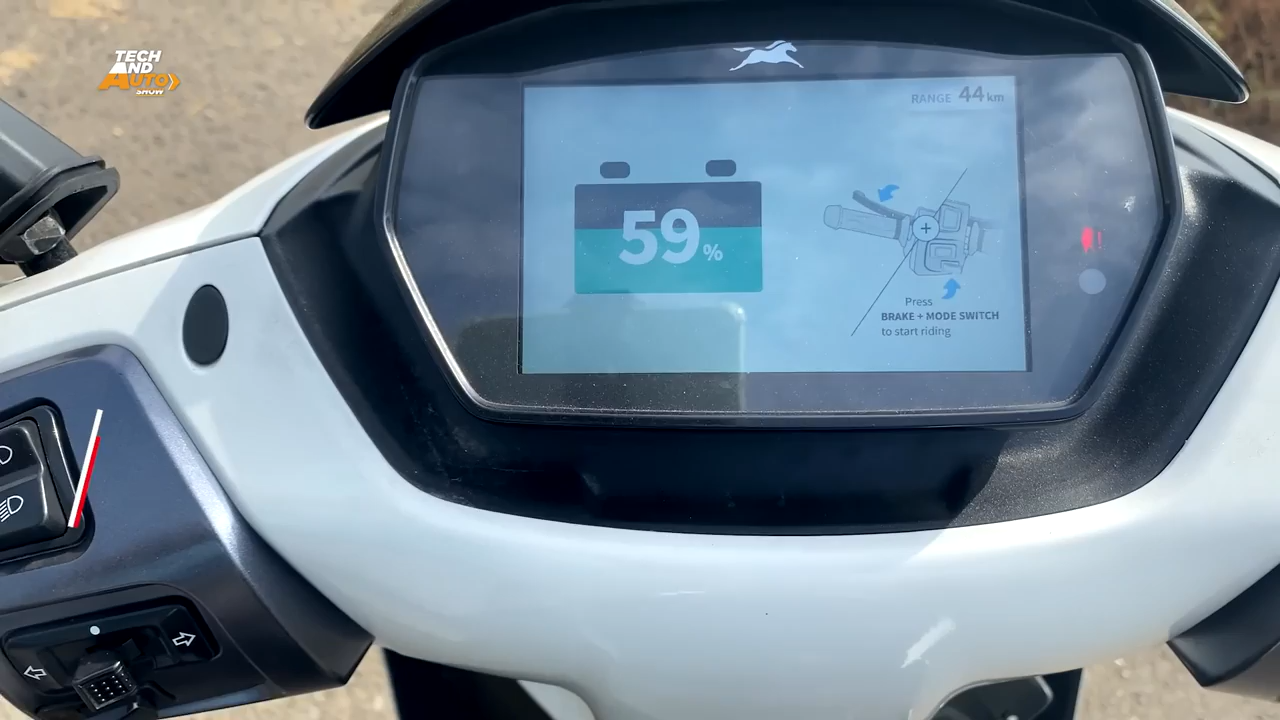 TECH
AND
AUTO
SHOW
RANGE 44 km
59%
Press
BRAKE + MODE SWITCH
to start riding